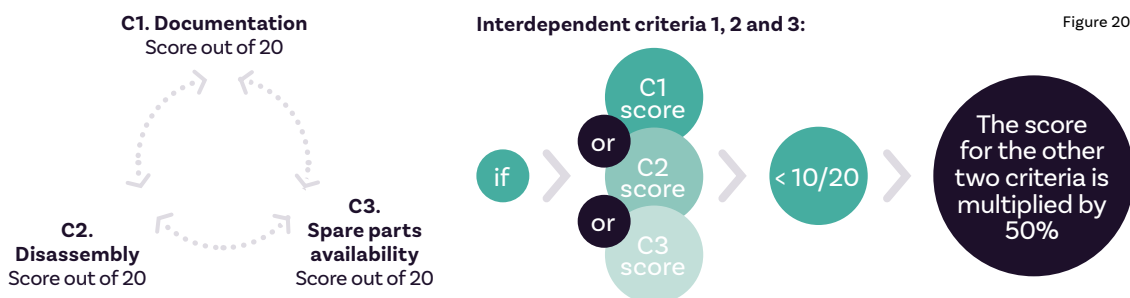 C1. Documentation
Score out of 20
C2.
Disassembly
Score out of 20
C3.
Spare parts
availability
Score out of 20
Interdependent criteria 1, 2 and 3:
Figure 20
if
C1
score
or
C2
score
or
C3
score
< 10/20
The score
for the other
two criteria is
multiplied by
50%